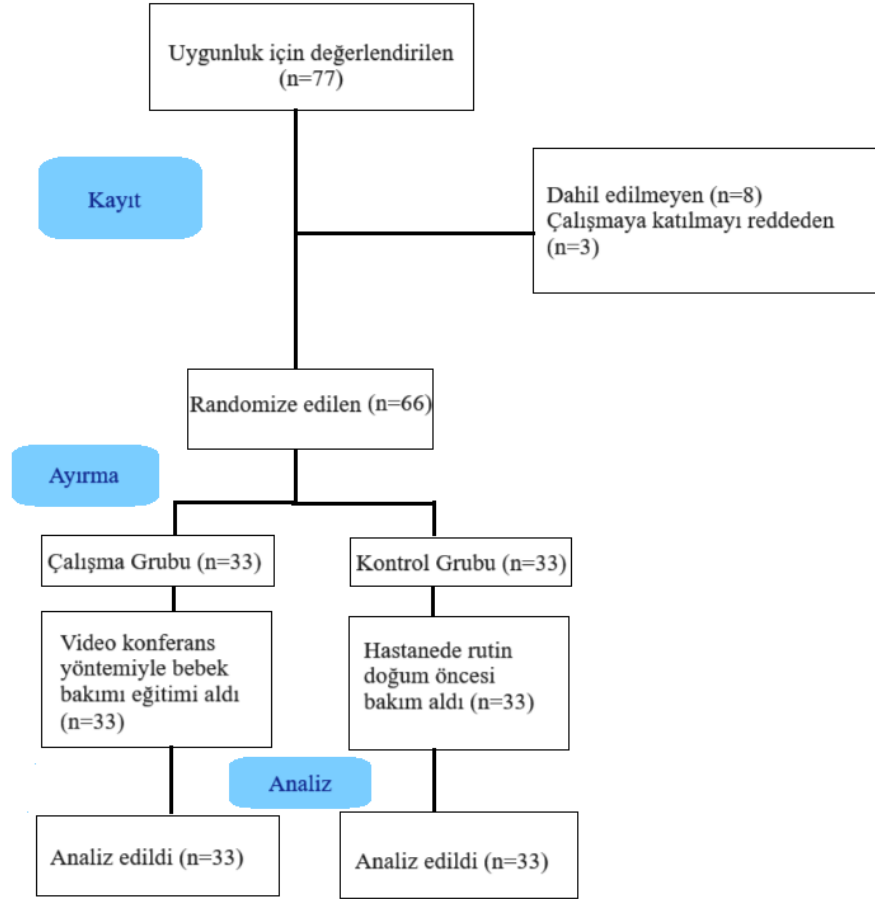 Uygunluk için değerlendirilen
(n=77)
Kayıt
Dahil edilmeyen (n=8)
Çalışmaya katılmayı reddeden
(n=3)
Randomize edilen (n=66)
Ayırma
Çalışma Grubu (n=33)
Kontrol Grubu (n=33)
Video konferans
yöntemiyle bebek
bakımı eğitimi aldı
(n=33)
Hastanede rutin
doğum öncesi
bakım aldı (n=33)
Analiz
Analiz edildi (n=33)
Analiz edildi (n=33)